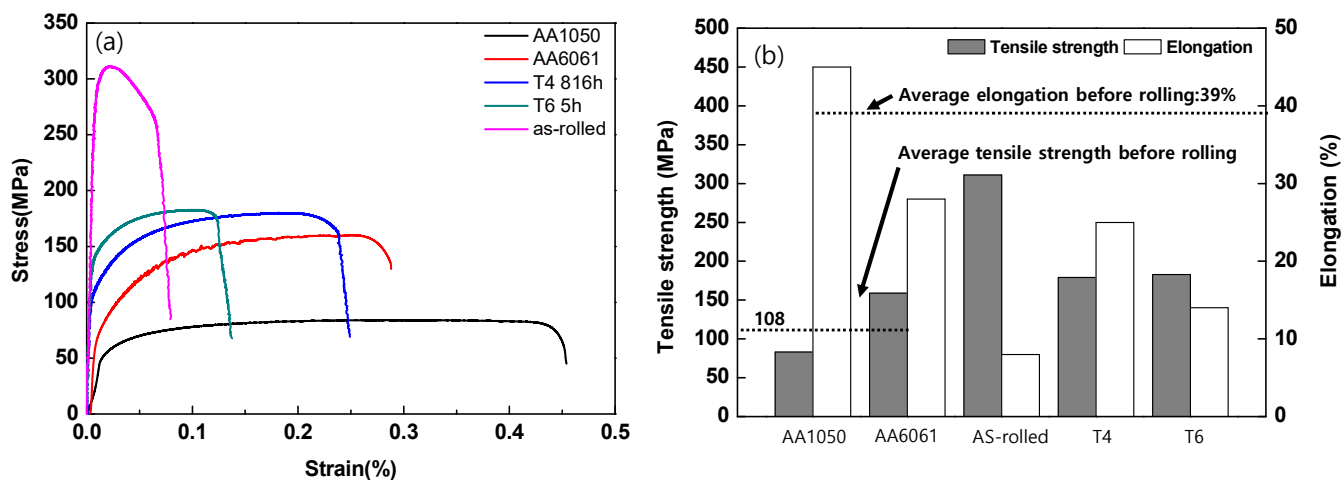 (a)
AA1050
AA6061
T4 816h
T6 5h
as-rolled
350
300
250
200
150
100
50
0
Stress(MPa)
0.0 0.1 0.2 0.3 0.4 0.5
Strain(%)
(b)
Tensile strength Elongation
Average elongation before rolling:39%
Average tensile strength before rolling
108
500
450
400
350
300
250
200
150
100
50
0
Tensile strength (MPa)
50
40
30
20
10
0
Elongation (%)
AA1050 AA6061 AS-rolled T4 T6